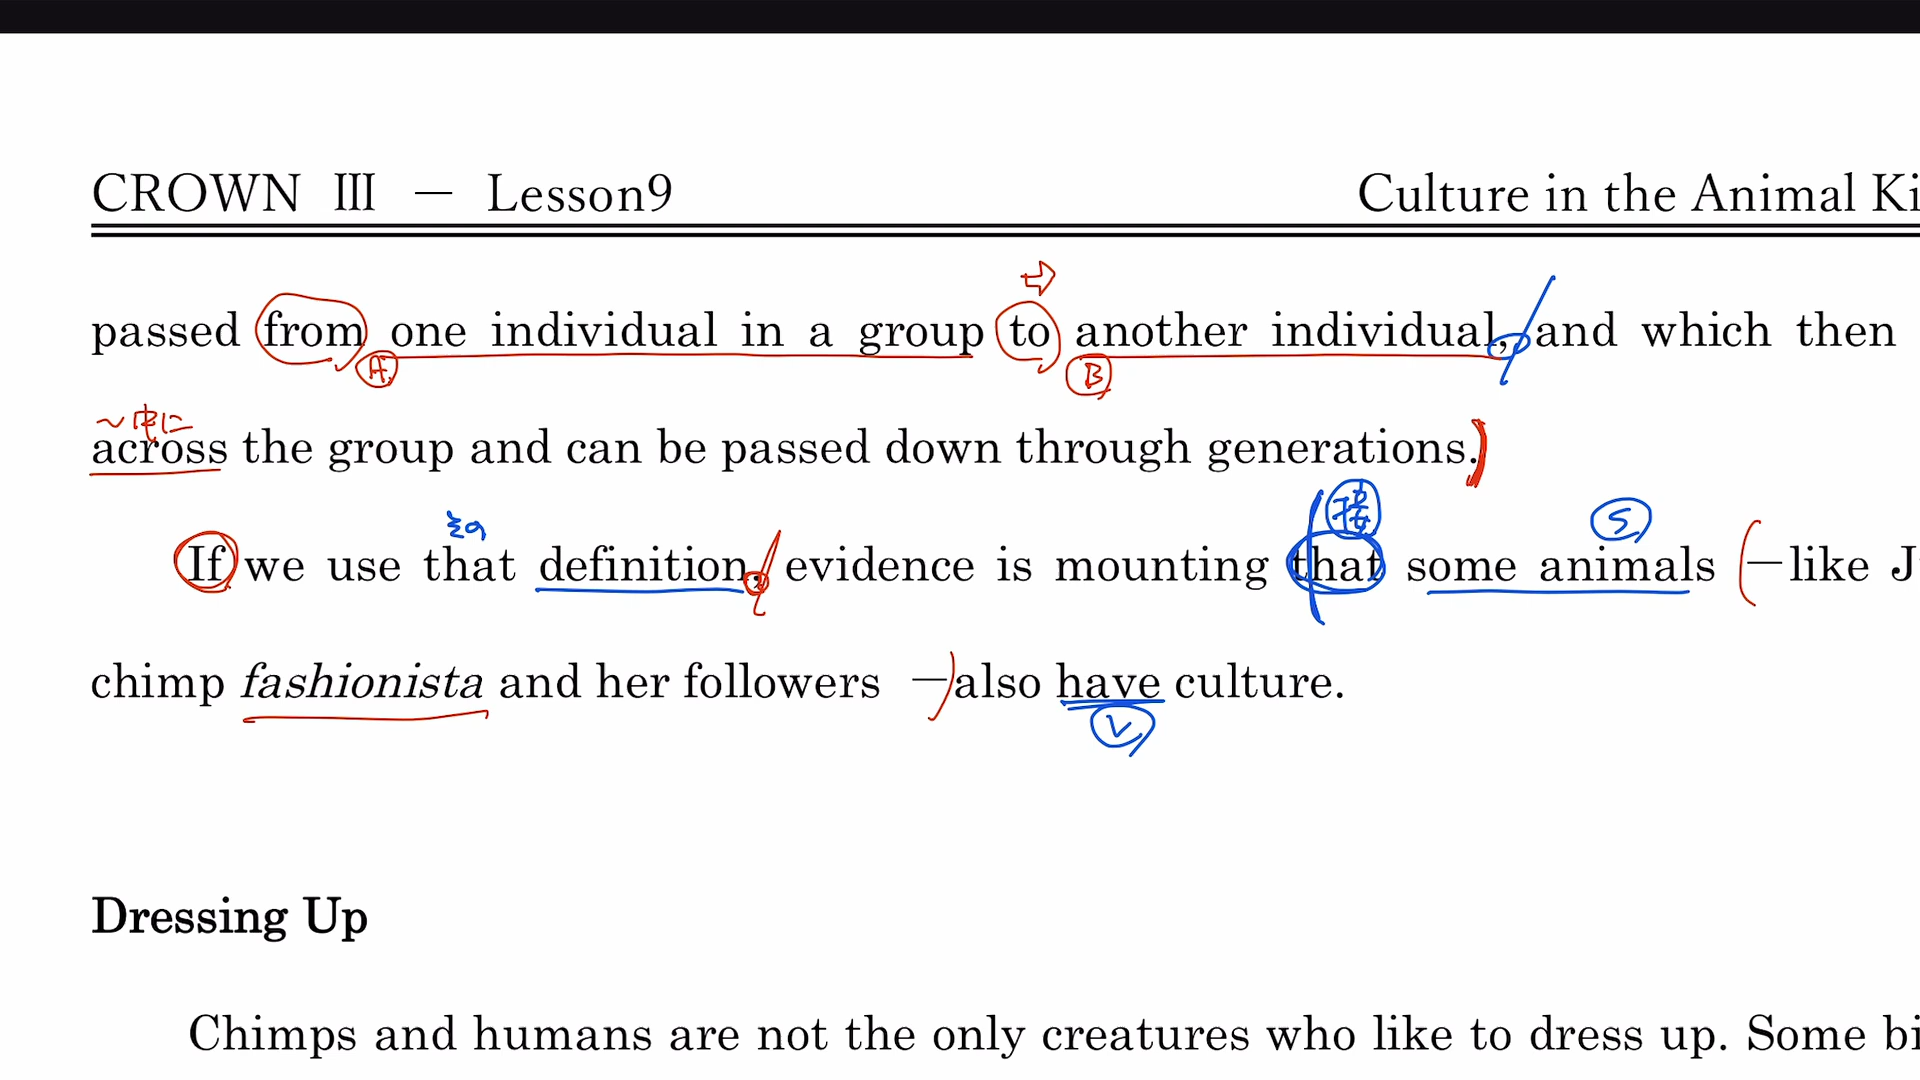 CROWN Ⅲ － Lesson9
Culture in the Animal Ki
passed from one individual in a group to another individual, and which then
A
B
～中に
across the group and can be passed down through generations.
その
接
S
If we use that definition, evidence is mounting that some animals －like J
chimp fashionista and her followers －also have culture.
V
Dressing Up
Chimps and humans are not the only creatures who like to dress up. Some bi